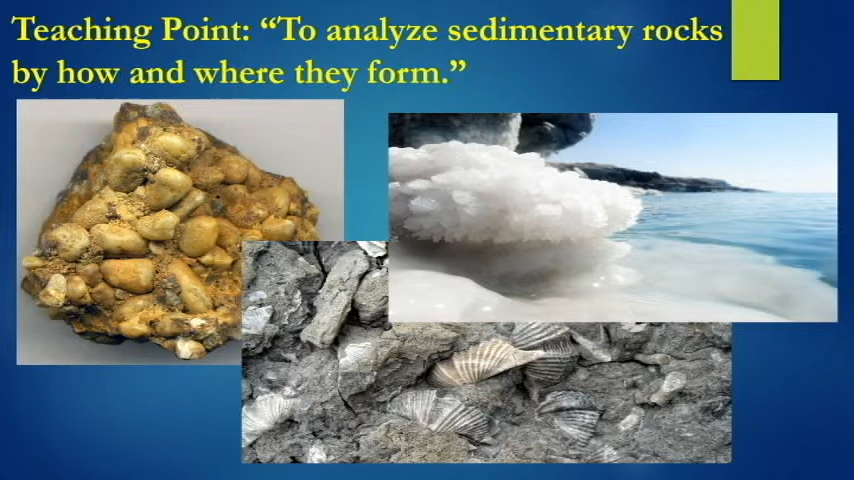 Teaching Point: “To analyze sedimentary rocks
by how and where they form.”